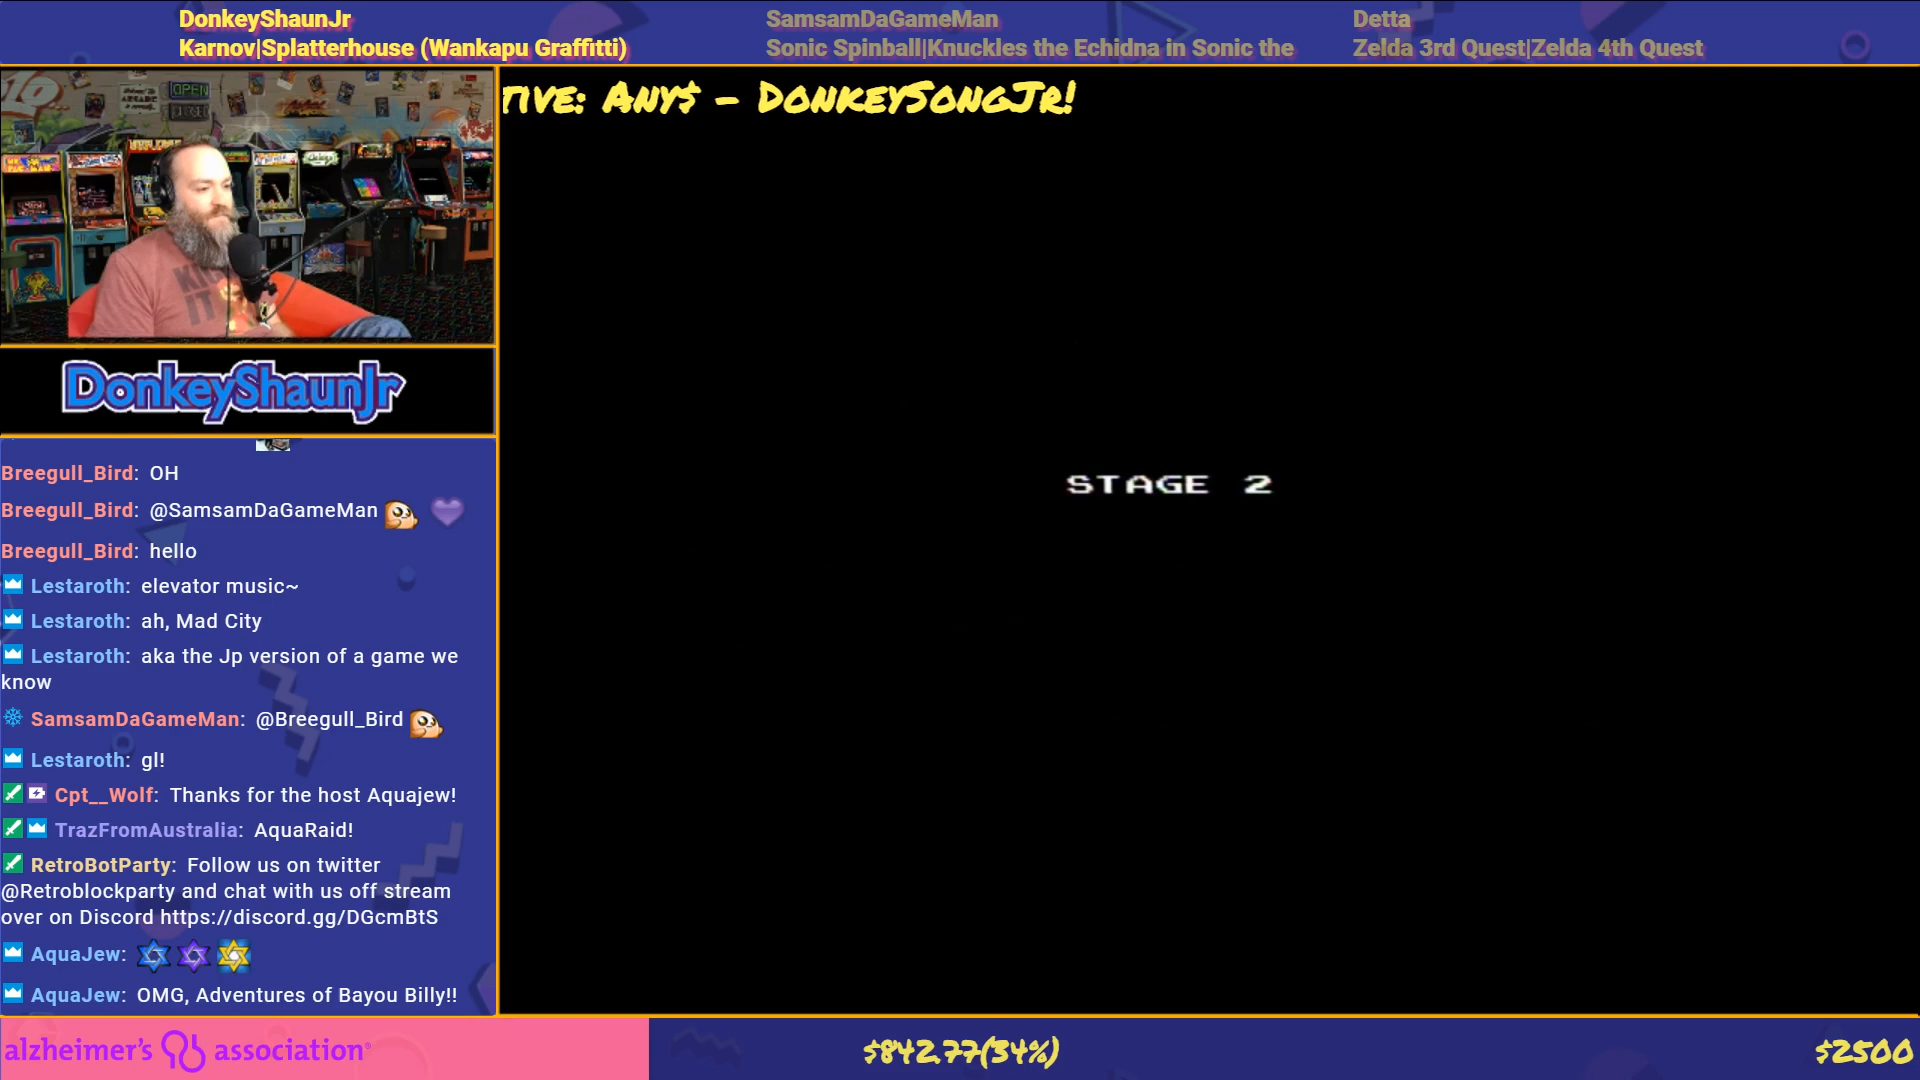 DonkeyShaunJr
Karnov|Splatterhouse (Wankapu Graffitti)
SamsamDaGameMan
Sonic Spinball|Knuckles the Echidna in Sonic the
Detta
Zelda 3rd Quest|Zelda 4th Quest
TIVE: Any$ - DonkeySongJr!
OPEN
DonkeyShaunJr
STAGE 2
Breegull_Bird: OH
Breegull_Bird: @SamsamDaGameMan
Breegull_Bird: hello
Lestaroth: elevator music~
Lestaroth: ah, Mad City
Lestaroth: aka the Jp version of a game we
know
SamsamDaGameMan: @Breegull_Bird
Lestaroth: gl!
Cpt__Wolf: Thanks for the host Aquajew!
TrazFromAustralia: AquaRaid!
RetroBotParty: Follow us on twitter
@Retroblockparty and chat with us off stream
over on Discord https://discord.gg/DGcmBtS
AquaJew:
AquaJew: OMG, Adventures of Bayou Billy!!
alzheimer's association
$842.77(34%)
$2500